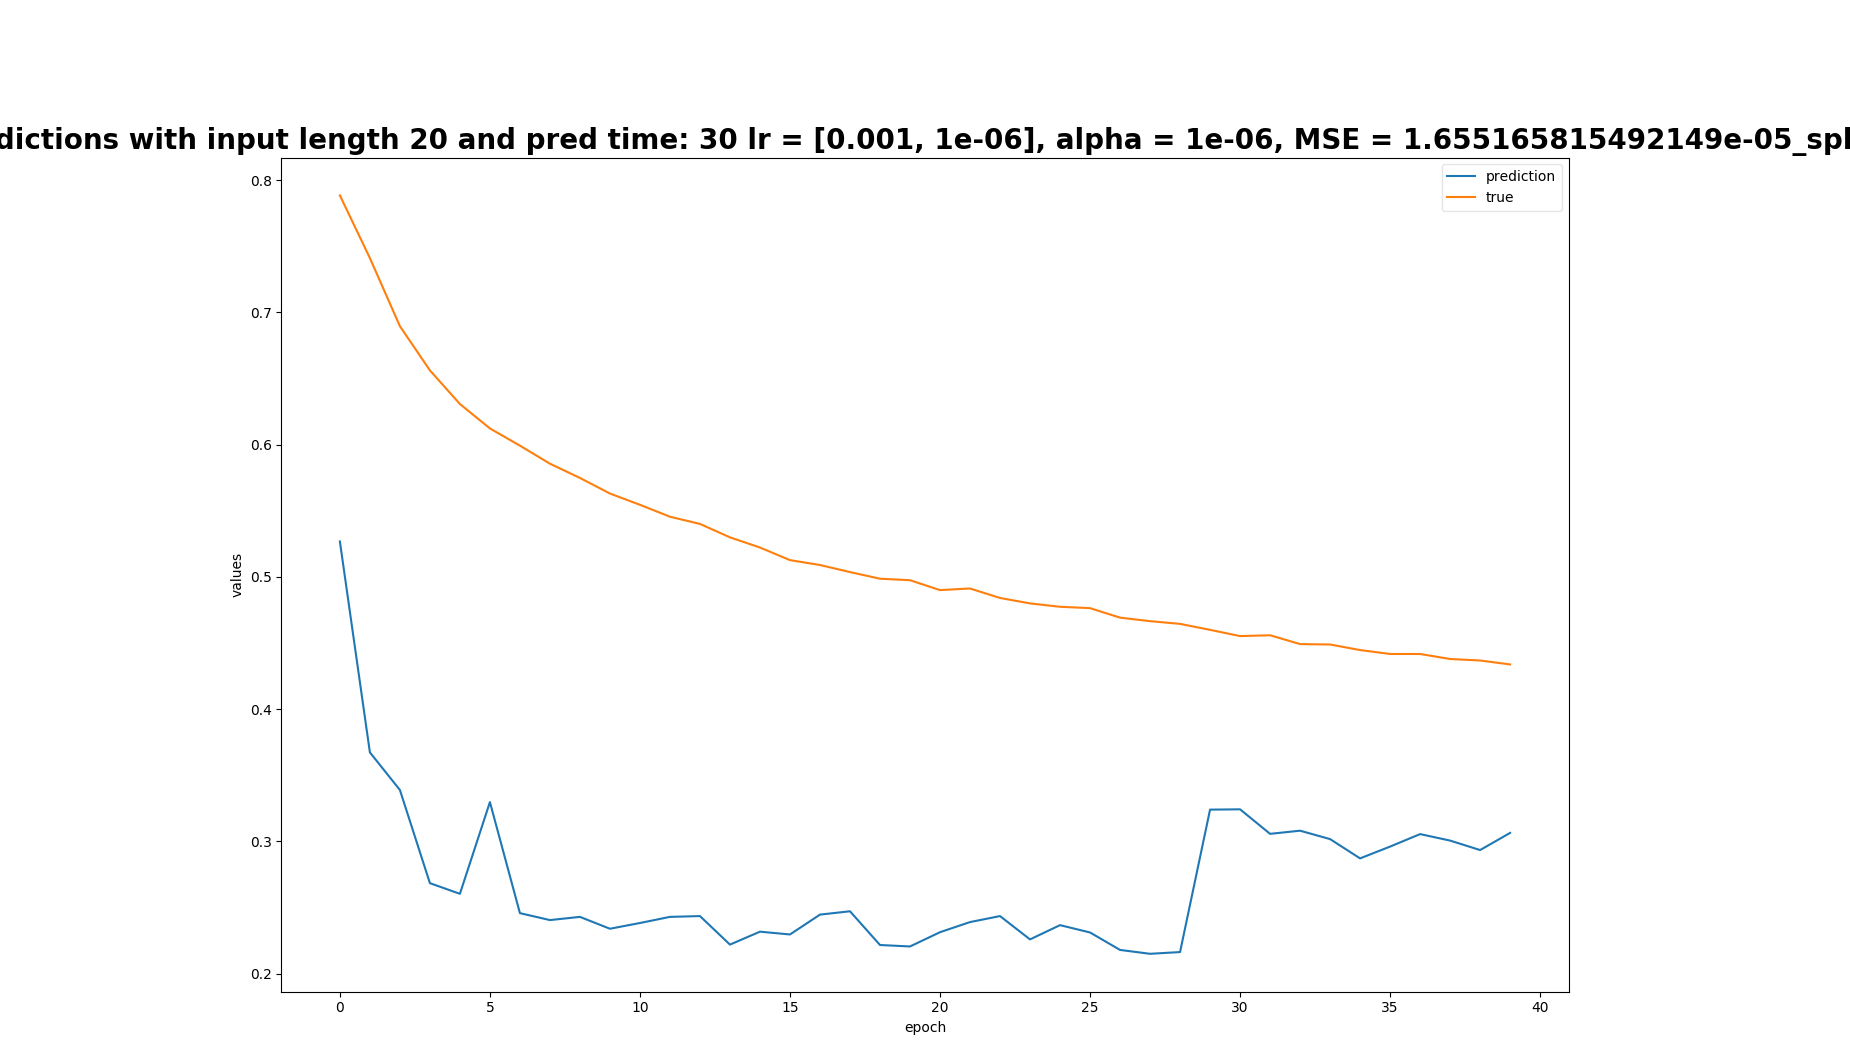 dictions with input length 20 and pred time: 30 lr = [0.001, 1e-06], alpha = 1e-06, MSE = 1.655165815492149e-05_spl
prediction
true
0.8
0.7
0.6
0.5
0.4
0.3
0.2
values
0 5 10 15 20 25 30 35 40
epoch